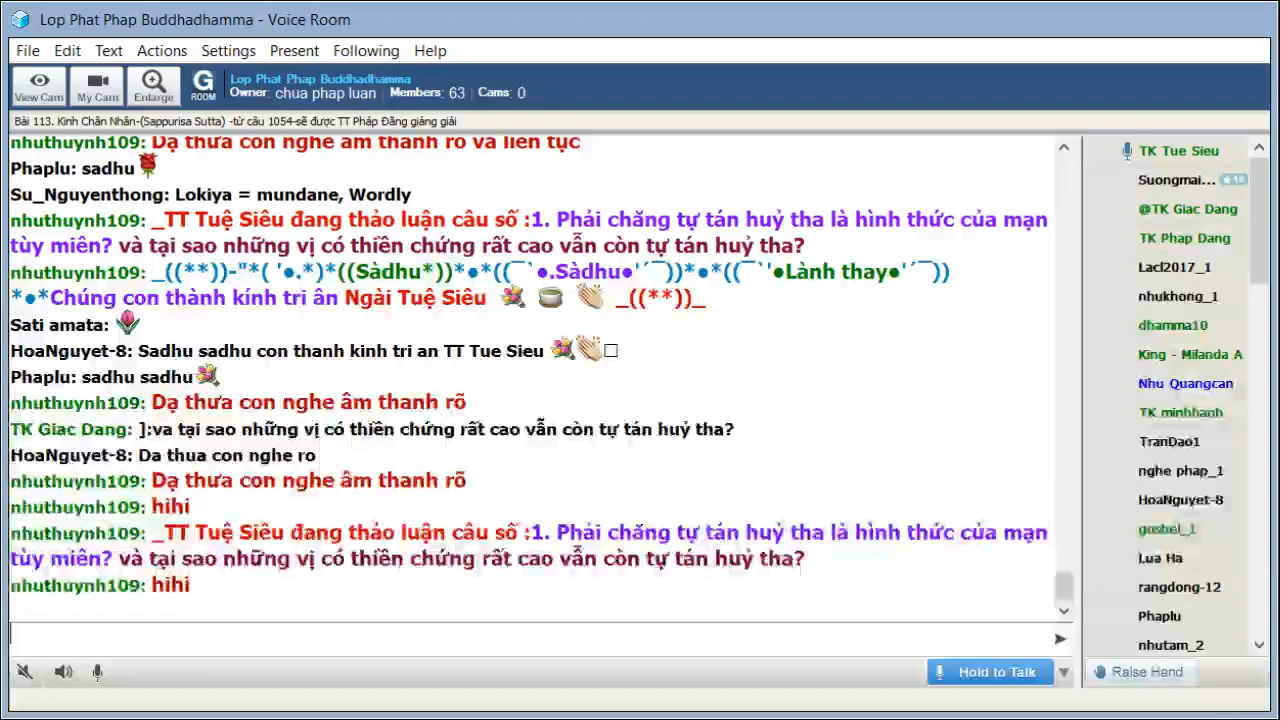 Lop Phat Phap Buddhadhamma - Voice Room
File Edit Text Actions Settings Present Following Help
View Cam My Cam Enlarge G ROOM
Lop Phat Phap Buddhadhamma
Owner: chua phap luan Members: 63 Cams: 0
Bài 113. Kinh Chân Nhân-(Sappurisa Sutta) -từ câu 1054-sẽ được TT Pháp Đăng giảng giải
nhuthuynh109: Dạ thưa con nghe âm thanh rõ và liên tục
Phaplu: sadhu🌹
Su_Nguyenthong: Lokiya = mundane, Wordly
nhuthuynh109: _TT Tuệ Siêu đang thảo luận câu số :1. Phải chăng tự tán huỷ tha là hình thức của mạn
tùy miên? và tại sao những vị có thiền chứng rất cao vẫn còn tự tán huỷ tha?
nhuthuynh109: _((**))-"*( '●.*)*((Sàdhu*))*●*((¯`●.Sàdhu●'´¯))*●*((¯`'●Lành thay●'´¯))
*●*Chúng con thành kính tri ân Ngài Tuệ Siêu 💐 🍵 👏 _((**))_
Sati amata: 🌷
HoaNguyet-8: Sadhu sadhu con thanh kinh tri an TT Tue Sieu 💐👏□
Phaplu: sadhu sadhu💐
nhuthuynh109: Dạ thưa con nghe âm thanh rõ
TK Giac Dang: ]:va tại sao những vị có thiền chứng rất cao vẫn còn tự tán huỷ tha?
HoaNguyet-8: Da thua con nghe ro
nhuthuynh109: Dạ thưa con nghe âm thanh rõ
nhuthuynh109: hihi
nhuthuynh109: _TT Tuệ Siêu đang thảo luận câu số :1. Phải chăng tự tán huỷ tha là hình thức của mạn
tùy miên? và tại sao những vị có thiền chứng rất cao vẫn còn tự tán huỷ tha?
nhuthuynh109: hihi
Hold to Talk
TK Tue Sieu
Suongmai... ★18
@TK Giac Dang
TK Phap Dang
Lacl2017_1
nhukhong_1
dhamma10
King - Milanda A
Nhu Quangcan
TK minhhanh
TranDao1
nghe phap_1
HoaNguyet-8
gosbel_1
Lua Ha
rangdong-12
Phaplu
nhutam_2
Raise Hand